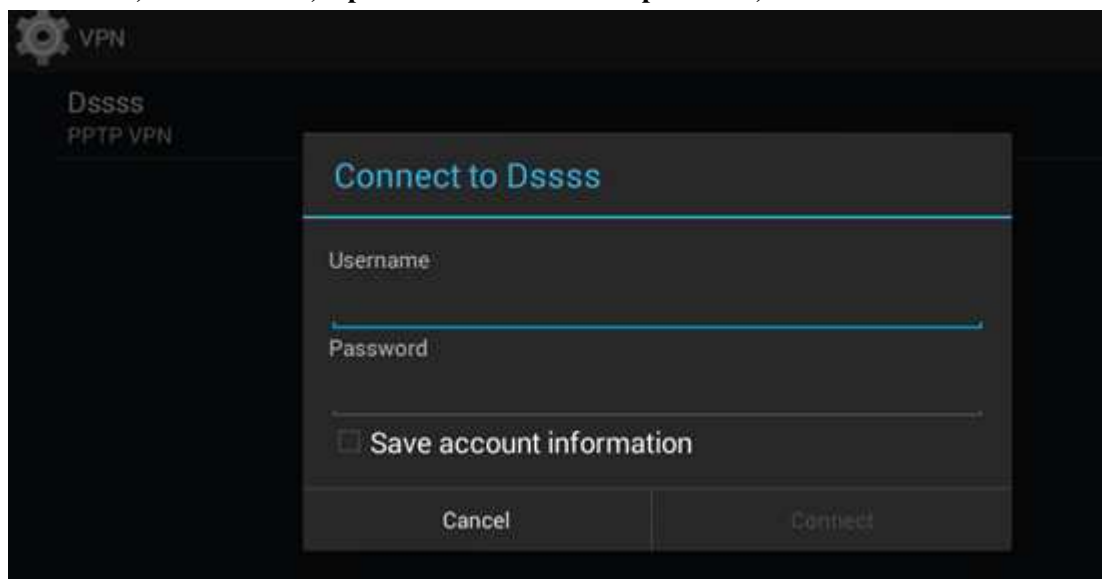 VPN
Dssss
PPTP VPN
Connect to Dssss
Username
Password
Save account information
Cancel
Connect